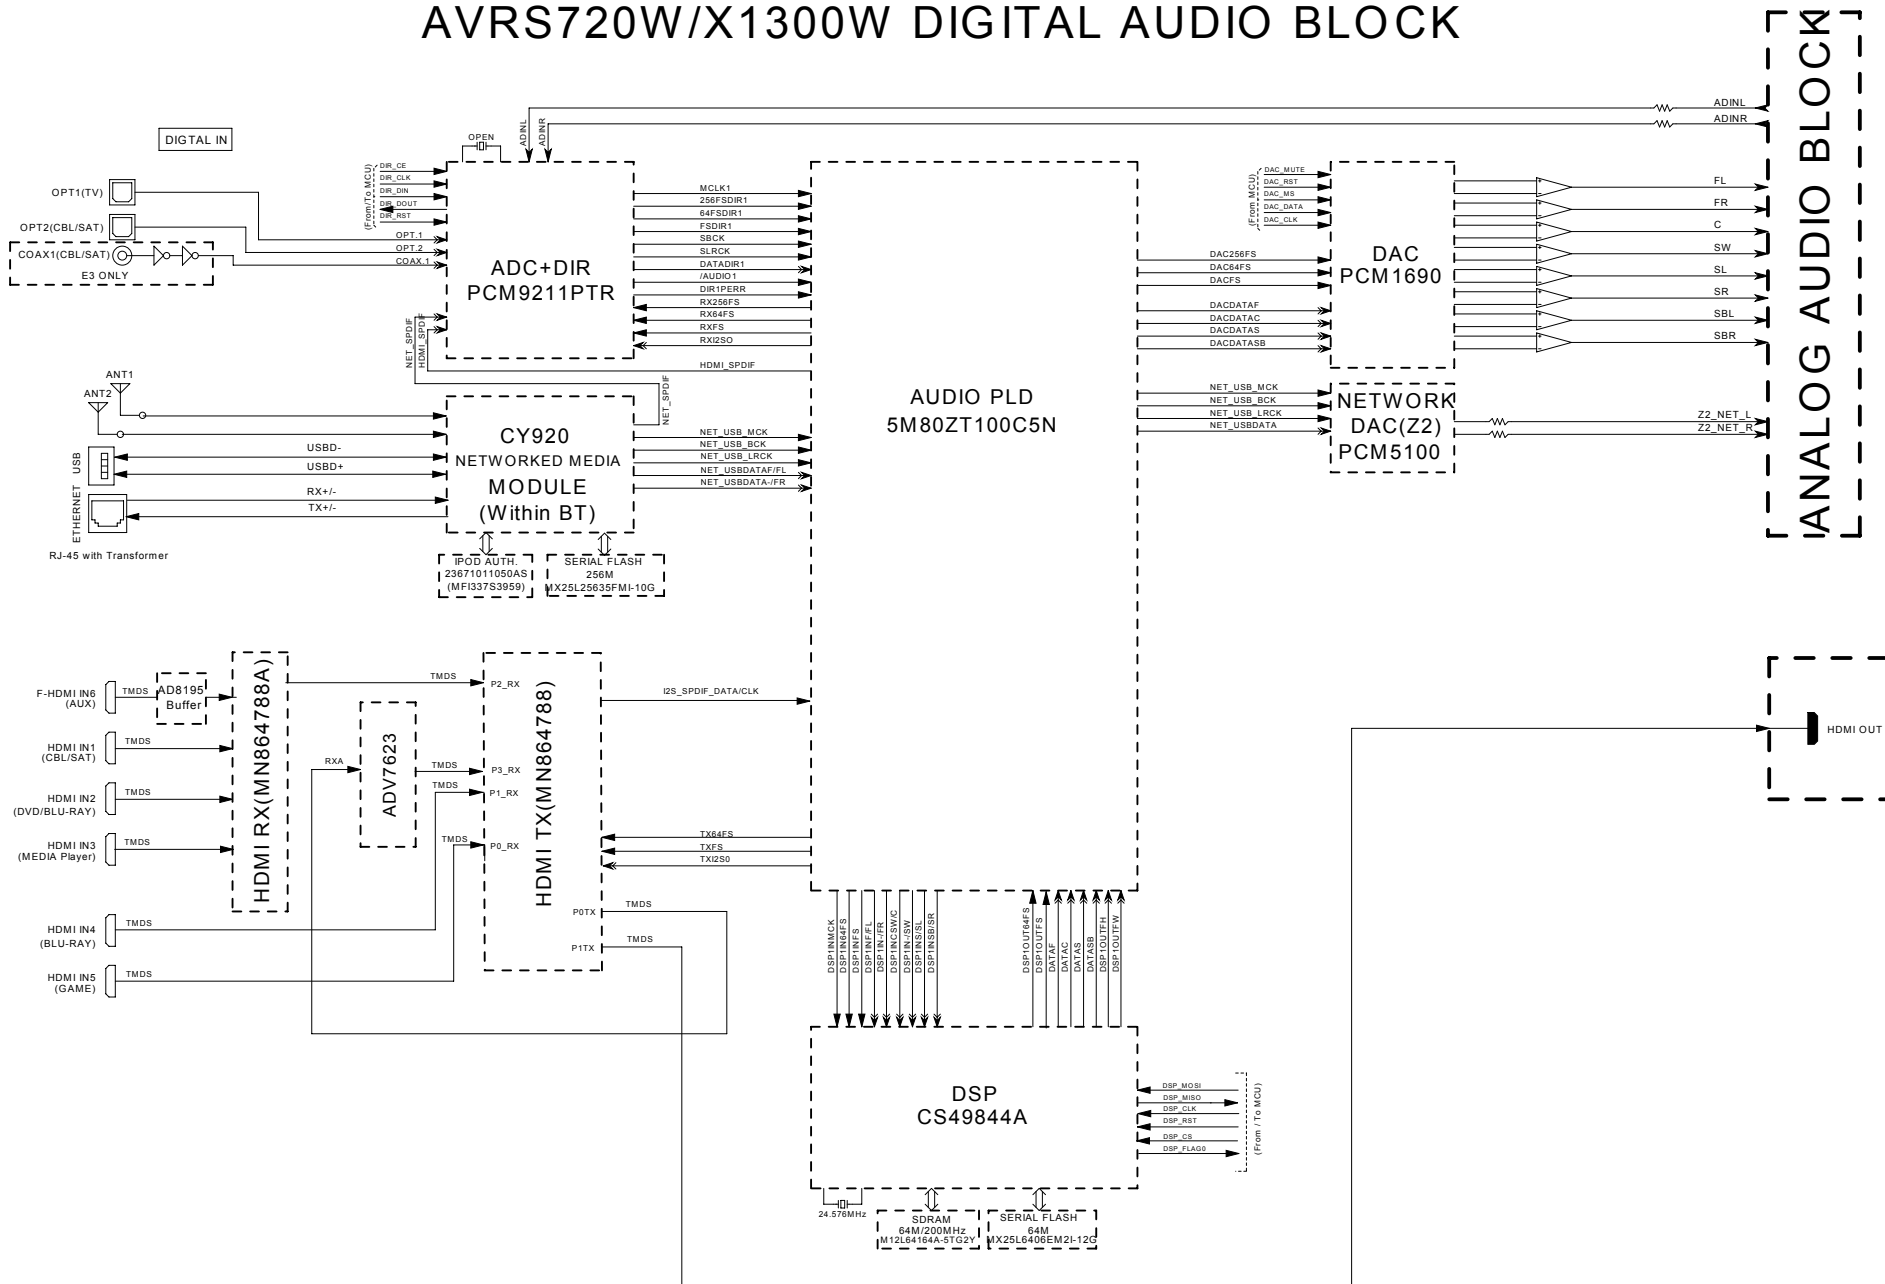 AVRS720W/X1300W DIGITAL AUDIO BLOCK
DIGTAL IN
OPT1(TV)
OPT2(CBL/SAT)
COAX1(CBL/SAT)
E3 ONLY
OPEN
ADINL
ADINR
(From/To MCU)
DIR_CE
DIR_CLK
DIR_DIN
DIR_DOUT
DIR_RST
OPT.1
OPT.2
COAX.1
ADC+DIR
PCM9211PTR
NET_SPDIF
HDMI_SPDIF
MCLK1
256FSDIR1
64FSDIR1
FSDIR1
SBCK
SLRCK
DATADIR1
/AUDIO1
DIR1PERR
RX256FS
RX64FS
RXFS
RXI2SO
HDMI_SPDIF
NET_SPDIF
ANT1
ANT2
USB
USBD-
USBD+
ETHERNET
RX+/-
TX+/-
RJ-45 with Transformer
CY920
NETWORKED MEDIA
MODULE
(Within BT)
NET_USB_MCK
NET_USB_BCK
NET_USB_LRCK
NET_USBDATAF/FL
NET_USBDATA-/FR
IPOD AUTH.
23671011050AS
(MFI337S3959)
SERIAL FLASH
256M
MX25L25635FMI-10G
AUDIO PLD
5M80ZT100C5N
(From MCU)
DAC_MUTE
DAC_RST
DAC_MS
DAC_DATA
DAC_CLK
DAC256FS
DAC64FS
DACFS
DACDATAF
DACDATAC
DACDATAS
DACDATASB
DAC
PCM1690
NET_USB_MCK
NET_USB_BCK
NET_USB_LRCK
NET_USBDATA
NETWORK
DAC(Z2)
PCM5100
ADINL
ADINR
FL
FR
C
SW
SL
SR
SBL
SBR
Z2_NET_L
Z2_NET_R
ANALOG AUDIO BLOCK
F-HDMI IN6
(AUX)
TMDS
AD8195
Buffer
HDMI IN1
(CBL/SAT)
TMDS
HDMI IN2
(DVD/BLU-RAY)
TMDS
HDMI IN3
(MEDIA Player)
TMDS
HDMI IN4
(BLU-RAY)
TMDS
HDMI IN5
(GAME)
TMDS
HDMI RX(MN864788A)
RXA
ADV7623
TMDS
TMDS
TMDS
TMDS
P2_RX
P3_RX
P1_RX
P0_RX
HDMI TX(MN864788)
P0TX
P1TX
TMDS
TMDS
I2S_SPDIF_DATA/CLK
TX64FS
TXFS
TXI2S0
HDMI OUT
DSP1INMCK
DSP1IN64FS
DSP1INFS
DSP1INF/FL
DSP1IN-/FR
DSP1INCSW/C
DSP1IN-/SW
DSP1INS/SL
DSP1INSB/SR
DSP1OUT64FS
DSP1OUTFS
DATAF
DATAC
DATAS
DATASB
DSP1OUTFH
DSP1OUTFW
DSP
CS49844A
DSP_MOSI
DSP_MISO
DSP_CLK
DSP_RST
DSP_CS
DSP_FLAG0
(From / To MCU)
24.576MHz
SDRAM
64M/200MHz
M12L64164A-5TG2Y
SERIAL FLASH
64M
MX25L6406EM2I-12G